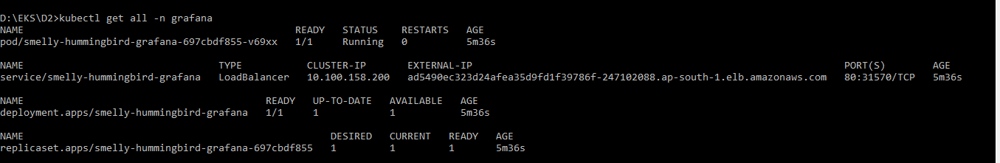 D:\EKS\D2>kubectl get all -n grafana
NAME READY STATUS RESTARTS AGE
pod/smelly-hummingbird-grafana-697cbdf855-v69xx 1/1 Running 0 5m36s
NAME TYPE CLUSTER-IP EXTERNAL-IP PORT(S) AGE
service/smelly-hummingbird-grafana LoadBalancer 10.100.158.200 ad5490ec323d24afea35d9fd1f39786f-247102088.ap-south-1.elb.amazonaws.com 80:31570/TCP 5m36s
NAME READY UP-TO-DATE AVAILABLE AGE
deployment.apps/smelly-hummingbird-grafana 1/1 1 1 5m36s
NAME DESIRED CURRENT READY AGE
replicaset.apps/smelly-hummingbird-grafana-697cbdf855 1 1 1 5m36s